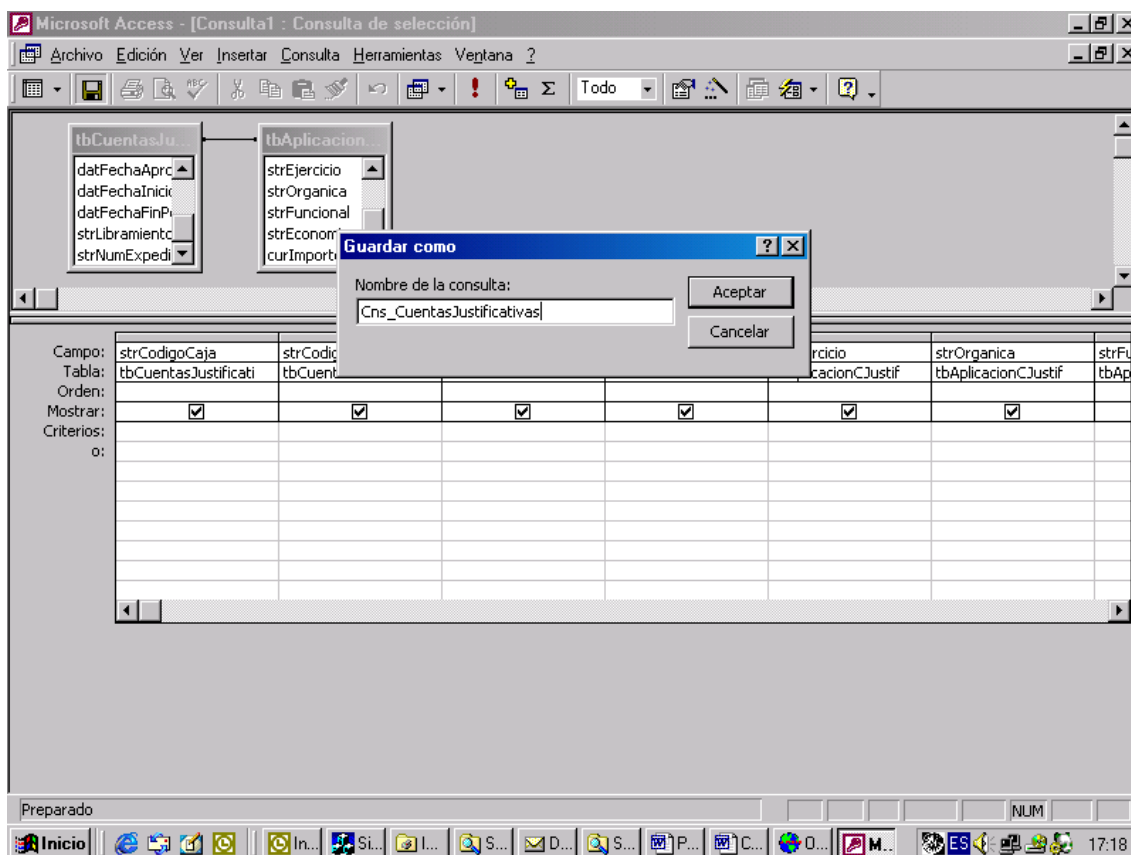 Microsoft Access - [Consulta1 : Consulta de selección]
Archivo Edición Ver Insertar Consulta Herramientas Ventana ?
Todo
tbCuentasJu... tbAplicacion...
datFechaApro strEjercicio
datFechaInicio strOrganica
datFechaFinP strFuncional
strLibramiento strEconom
strNumExpedi curImport
Guardar como
Nombre de la consulta:
Cns_CuentasJustificativas
Aceptar
Cancelar
Campo: strCodigoCaja strCodig rcicio strOrganica strFu
Tabla: tbCuentasJustificati tbCuent cacionCJustif tbAplicacionCJustif tbAp
Orden:
Mostrar:
Criterios:
o:
Preparado NUM
Inicio In... Si... I... S... D... S... P... C... O... M... ES 17:18